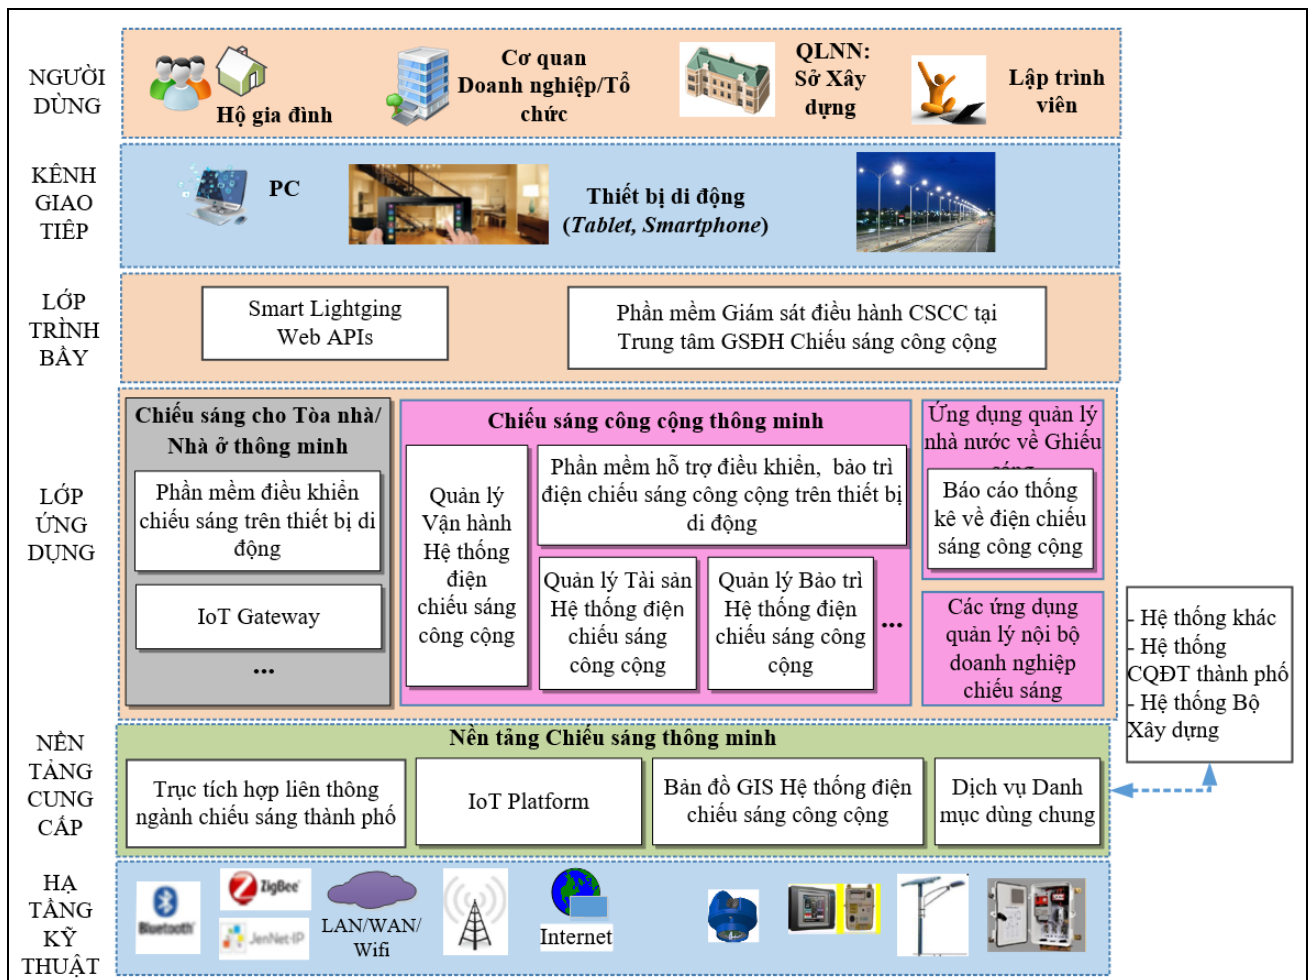 NGƯỜI
DÙNG
Hộ gia đình
Cơ quan
Doanh nghiệp/Tổ
chức
QLNN:
Sở Xây
dựng
Lập trình
viên
KÊNH
GIAO
TIẾP
PC
Thiết bị di động
(Tablet, Smartphone)
LỚP
TRÌNH
BẦY
Smart Lightging
Web APIs
Phần mềm Giám sát điều hành CSCC tại
Trung tâm GSĐH Chiếu sáng công cộng
LỚP
ỨNG
DỤNG
Chiếu sáng cho Tòa nhà/
Nhà ở thông minh
Phần mềm điều khiển
chiếu sáng trên thiết bị di
động
IoT Gateway
...
Chiếu sáng công cộng thông minh
Quản lý
Vận hành
Hệ thống
điện
chiếu sáng
công cộng
Phần mềm hỗ trợ điều khiển, bảo trì
điện chiếu sáng công cộng trên thiết bị
di động
Quản lý Tài sản
Hệ thống điện
chiếu sáng
công cộng
Quản lý Bảo trì
Hệ thống điện
chiếu sáng công
cộng
...
Ứng dụng quản lý
nhà nước về Ghiếu
sáng
Báo cáo thống
kê về điện chiếu
sáng công cộng
Các ứng dụng
quản lý nội bộ
doanh nghiệp
chiếu sáng
- Hệ thống khác
- Hệ thống
CQĐT thành phố
- Hệ thống Bộ
Xây dựng
NỀN
TẢNG
CUNG
CẤP
Nền tảng Chiếu sáng thông minh
Trục tích hợp liên thông
ngành chiếu sáng thành phố
IoT Platform
Bản đồ GIS Hệ thống điện
chiếu sáng công cộng
Dịch vụ Danh
mục dùng chung
HẠ
TẦNG
KỸ
THUẬT
Bluetooth
ZigBee
JenNet-IP
LAN/WAN/
Wifi
Internet